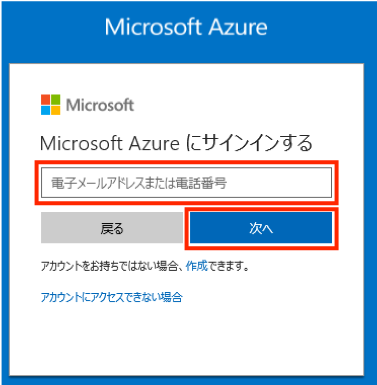 Microsoft Azure
Microsoft
Microsoft Azure にサインインする
電子メールアドレスまたは電話番号
戻る
次へ
アカウントをお持ちではない場合、作成できます。
アカウントにアクセスできない場合